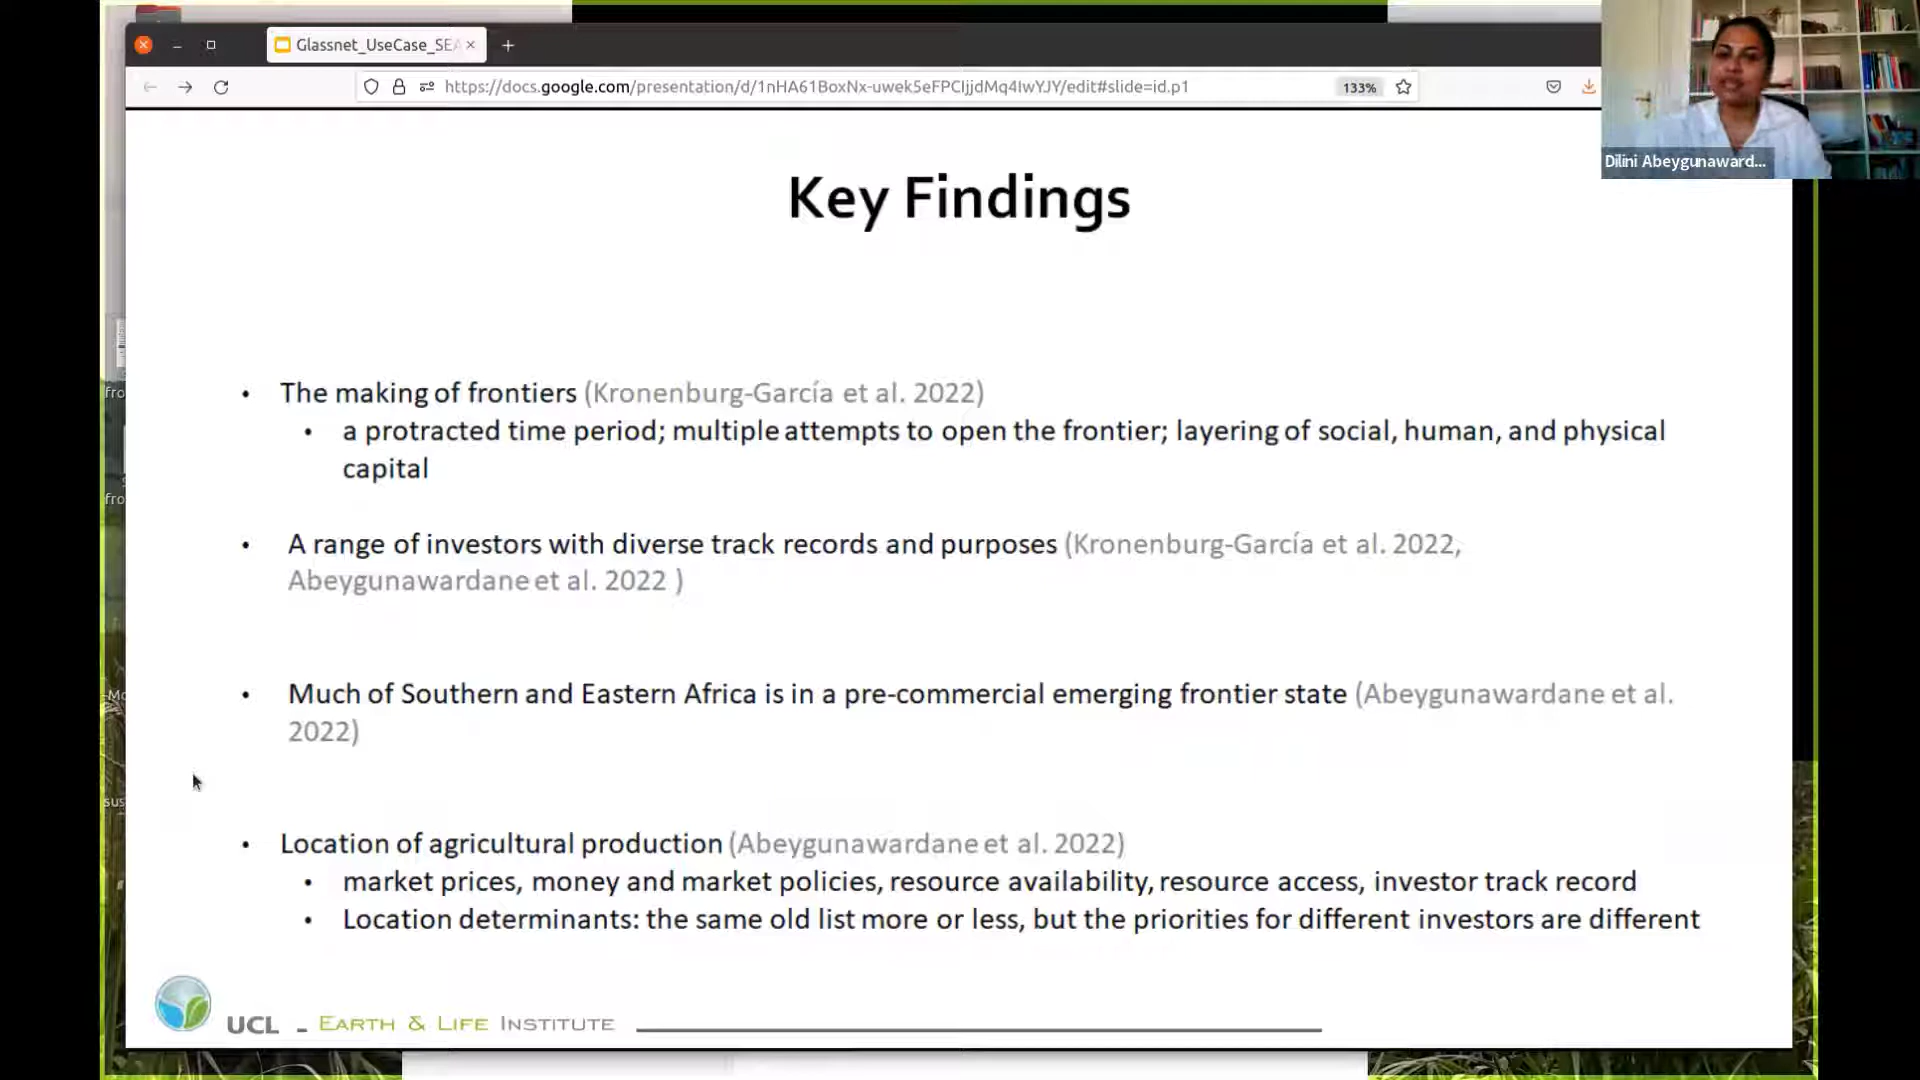 Glassnet_UseCase_SEA
https://docs.google.com/presentation/d/1nHA61BoxNx-uwek5eFPCIjjdMq4IwYJY/edit#slide=id.p1
133%
Dilini Abeygunaward...
Key Findings
• The making of frontiers (Kronenburg-García et al. 2022)
• a protracted time period; multiple attempts to open the frontier; layering of social, human, and physical
capital
• A range of investors with diverse track records and purposes (Kronenburg-García et al. 2022,
Abeygunawardane et al. 2022 )
• Much of Southern and Eastern Africa is in a pre-commercial emerging frontier state (Abeygunawardane et al.
2022)
• Location of agricultural production (Abeygunawardane et al. 2022)
• market prices, money and market policies, resource availability, resource access, investor track record
• Location determinants: the same old list more or less, but the priorities for different investors are different
UCL - EARTH & LIFE INSTITUTE
fro
fro
-Mo
sus